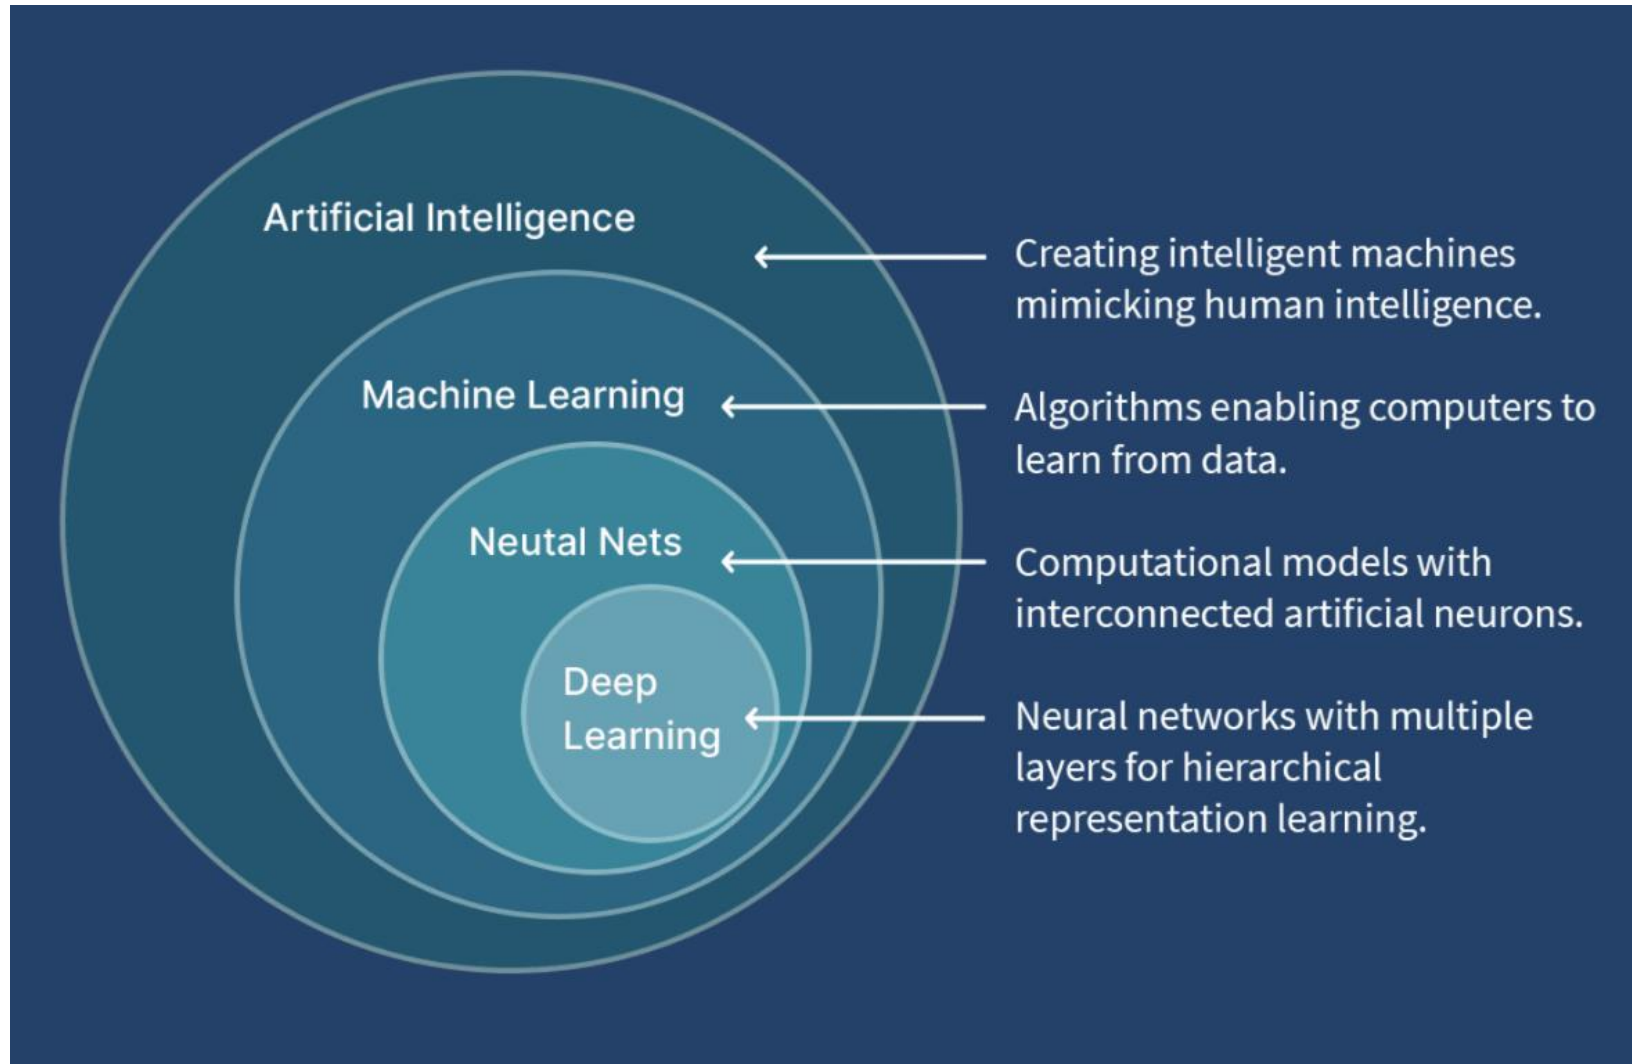 Artificial Intelligence
Creating intelligent machines
mimicking human intelligence.
Machine Learning
Algorithms enabling computers to
learn from data.
Neutal Nets
Computational models with
interconnected artificial neurons.
Deep
Learning
Neural networks with multiple
layers for hierarchical
representation learning.